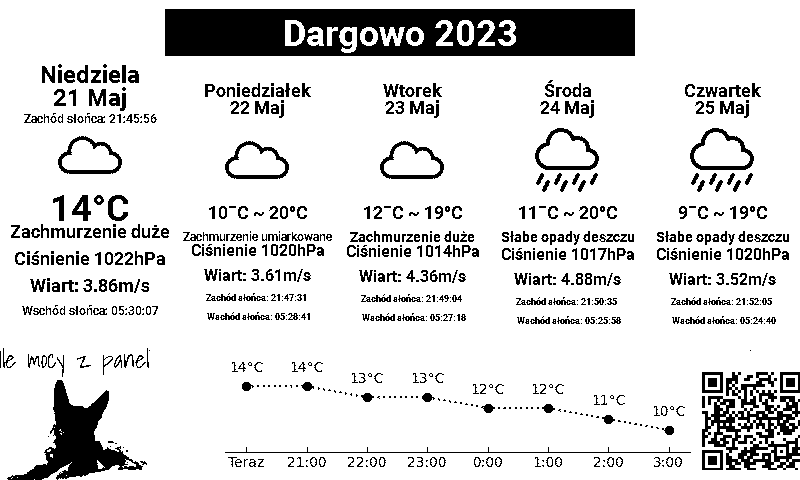 Dargowo 2023
Niedziela
21 Maj
Zachód słońca: 21:45:56
14°C
Zachmurzenie duże
Ciśnienie 1022hPa
Wiart: 3.86m/s
Wschód słońca: 05:30:07
Poniedziałek
22 Maj
10¯C ~ 20°C
Zachmurzenie umiarkowane
Ciśnienie 1020hPa
Wiart: 3.61m/s
Zachód słońca: 21:47:31
Wschód słońca: 05:28:41
Wtorek
23 Maj
12¯C ~ 19°C
Zachmurzenie duże
Ciśnienie 1014hPa
Wiart: 4.36m/s
Zachód słońca: 21:49:04
Wschód słońca: 05:27:18
Środa
24 Maj
11¯C ~ 20°C
Słabe opady deszczu
Ciśnienie 1017hPa
Wiart: 4.88m/s
Zachód słońca: 21:50:35
Wschód słońca: 05:25:58
Czwartek
25 Maj
9¯C ~ 19°C
Słabe opady deszczu
Ciśnienie 1020hPa
Wiart: 3.52m/s
Zachód słońca: 21:52:05
Wschód słońca: 05:24:40
lle mocy z panel
14°C 14°C 13°C 13°C 12°C 12°C 11°C 10°C
Teraz 21:00 22:00 23:00 0:00 1:00 2:00 3:00